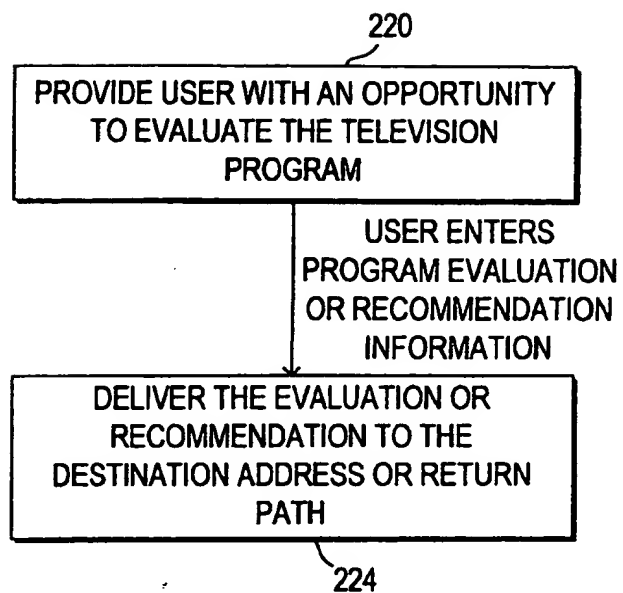 220
PROVIDE USER WITH AN OPPORTUNITY
TO EVALUATE THE TELEVISION
PROGRAM
USER ENTERS
PROGRAM EVALUATION
OR RECOMMENDATION
INFORMATION
DELIVER THE EVALUATION OR
RECOMMENDATION TO THE
DESTINATION ADDRESS OR RETURN
PATH
224